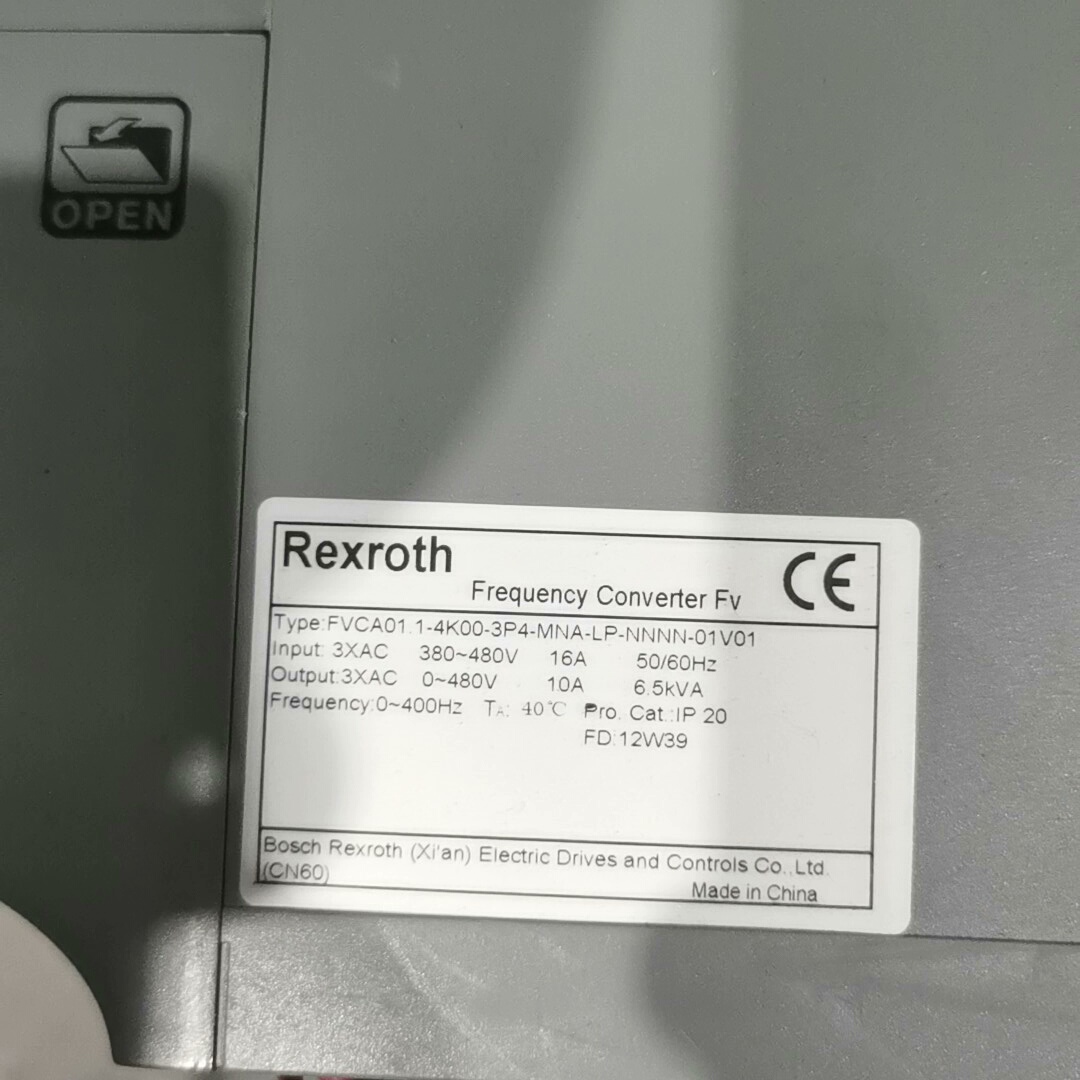 OPEN
Rexroth
CE
Frequency Converter Fv
Type:FVCA01.1-4K00-3P4-MNA-LP-NNNN-01V01
Input: 3XAC 380~480V 16A 50/60Hz
Output:3XAC 0~480V 10A 6.5kVA
Frequency:0~400Hz TA: 40℃ Pro. Cat.:IP 20
FD:12W39
Bosch Rexroth (Xi'an) Electric Drives and Controls Co.,Ltd.
(CN60)
Made in China